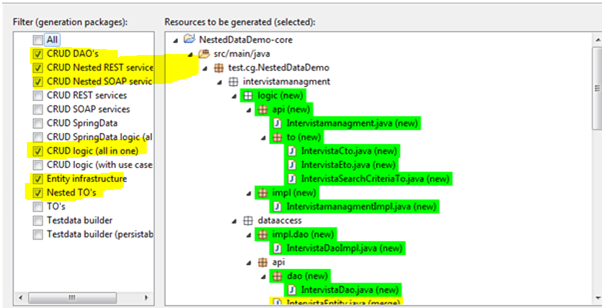 Filter (generation packages):
All
CRUD DAO's
CRUD Nested REST service
CRUD Nested SOAP servic
CRUD REST services
CRUD SOAP services
CRUD SpringData
CRUD SpringData logic (al
CRUD logic (all in one)
CRUD logic (with use case
Entity infrastructure
Nested TO's
TO's
Testdata builder
Testdata builder (persistab
Resources to be generated (selected):
NestedDataDemo-core
src/main/java
test.cg.NestedDataDemo
intervistamanagment
logic (new)
api (new)
Intervistamanagment.java (new)
to (new)
IntervistaCto.java (new)
IntervistaEto.java (new)
IntervistaSearchCriteriaTo.java (new)
impl (new)
IntervistamanagmentImpl.java (new)
dataaccess
impl.dao (new)
IntervistaDaoImpl.java (new)
api
dao (new)
IntervistaDao.java (new)
IntervistaEntity.java (merge)